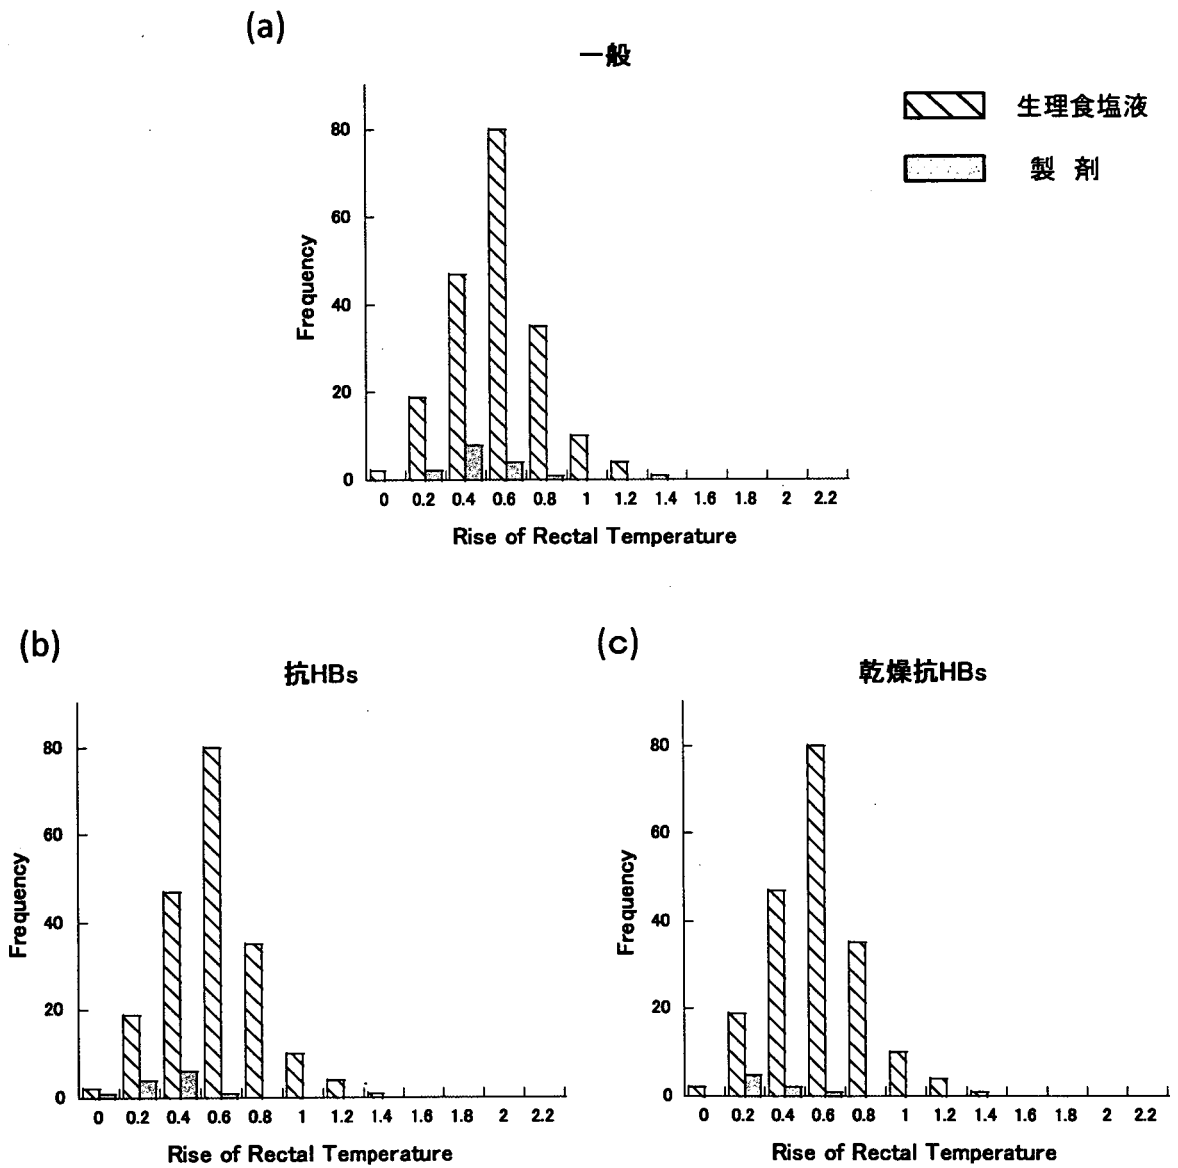 (a)
一般
生理食塩液
製剤
80
60
40
20
0
Frequency
0 0.2 0.4 0.6 0.8 1 1.2 1.4 1.6 1.8 2 2.2
Rise of Rectal Temperature
(b)
抗HBs
80
60
40
20
0
Frequency
0 0.2 0.4 0.6 0.8 1 1.2 1.4 1.6 1.8 2 2.2
Rise of Rectal Temperature
(c)
乾燥抗HBs
80
60
40
20
0
Frequency
0 0.2 0.4 0.6 0.8 1 1.2 1.4 1.6 1.8 2 2.2
Rise of Rectal Temperature